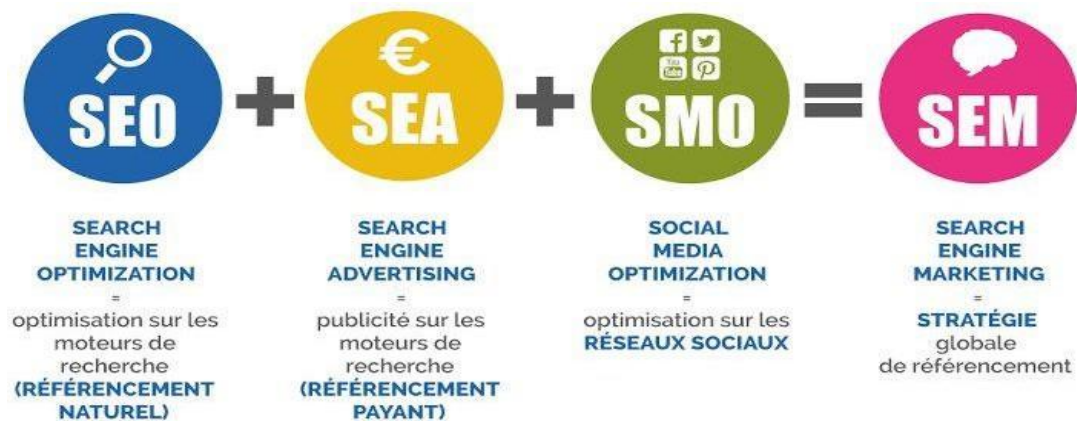 SEO + SEA + SMO = SEM
SEARCH
ENGINE
OPTIMIZATION
=
optimisation sur les
moteurs de
recherche
(RÉFÉRENCEMENT
NATUREL)
SEARCH
ENGINE
ADVERTISING
=
publicité sur les
moteurs de
recherche
(RÉFÉRENCEMENT
PAYANT)
SOCIAL
MEDIA
OPTIMIZATION
=
optimisation sur les
RÉSEAUX SOCIAUX
SEARCH
ENGINE
MARKETING
=
STRATÉGIE
globale
de référencement